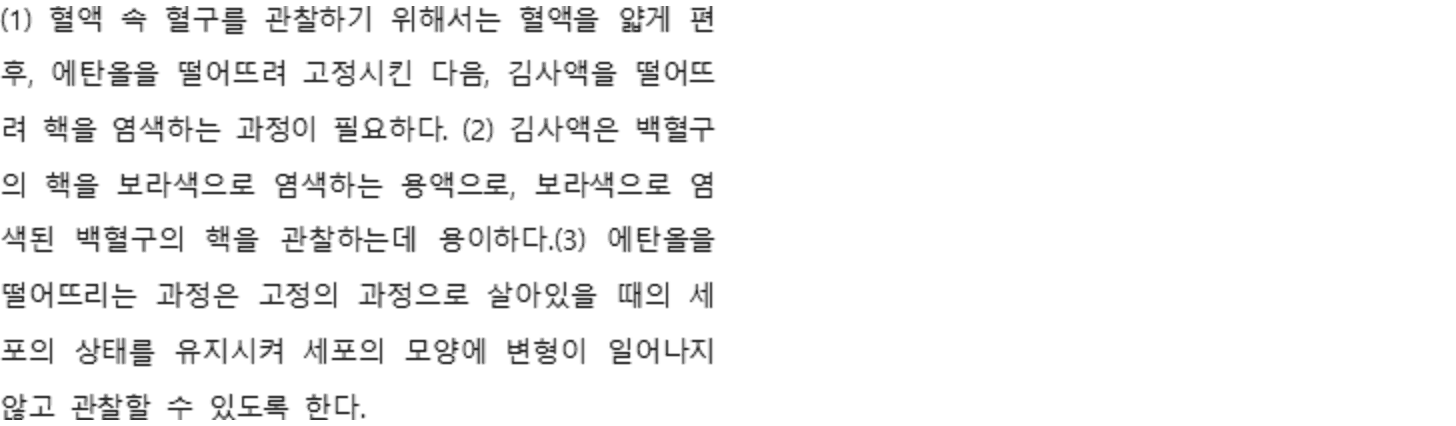 (1) 혈액 속 혈구를 관찰하기 위해서는 혈액을 얇게 편
후, 에탄올을 떨어뜨려 고정시킨 다음, 김사액을 떨어뜨
려 핵을 염색하는 과정이 필요하다. (2) 김사액은 백혈구
의 핵을 보라색으로 염색하는 용액으로, 보라색으로 염
색된 백혈구의 핵을 관찰하는데 용이하다.(3) 에탄올을
떨어뜨리는 과정은 고정의 과정으로 살아있을 때의 세
포의 상태를 유지시켜 세포의 모양에 변형이 일어나지
않고 관찰할 수 있도록 한다.